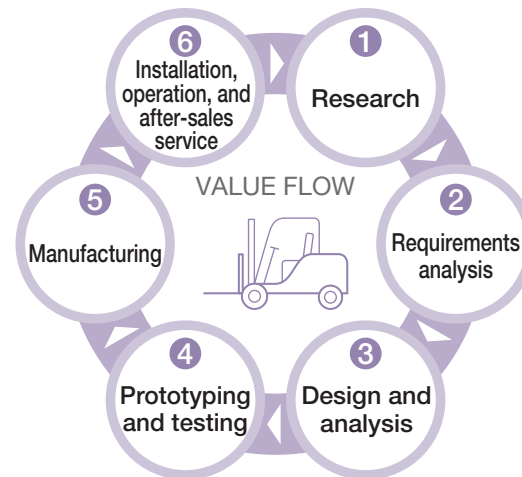 1
Research
2
Requirements
analysis
3
Design and
analysis
4
Prototyping
and testing
5
Manufacturing
6
Installation,
operation, and
after-sales
service
VALUE FLOW